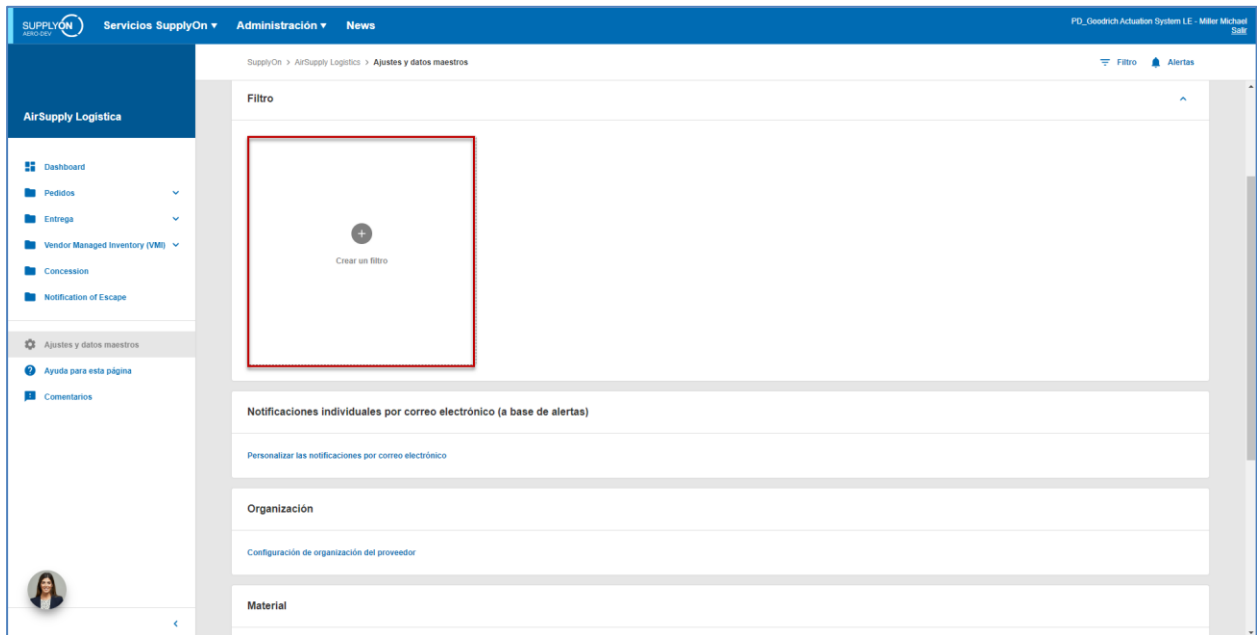 SUPPLYON
AERO-DEV
Servicios SupplyOn
Administración
News
PD_Goodrich Actuation System LE - Miller Michael
Salir
AirSupply Logística
SupplyOn > AirSupply Logistics > Ajustes y datos maestros
Filtro
Alertas
Dashboard
Pedidos
Entrega
Vendor Managed Inventory (VMI)
Concession
Notification of Escape
Ajustes y datos maestros
Ayuda para esta página
Comentarios
Filtro
Crear un filtro
Notificaciones individuales por correo electrónico (a base de alertas)
Personalizar las notificaciones por correo electrónico
Organización
Configuración de organización del proveedor
Material